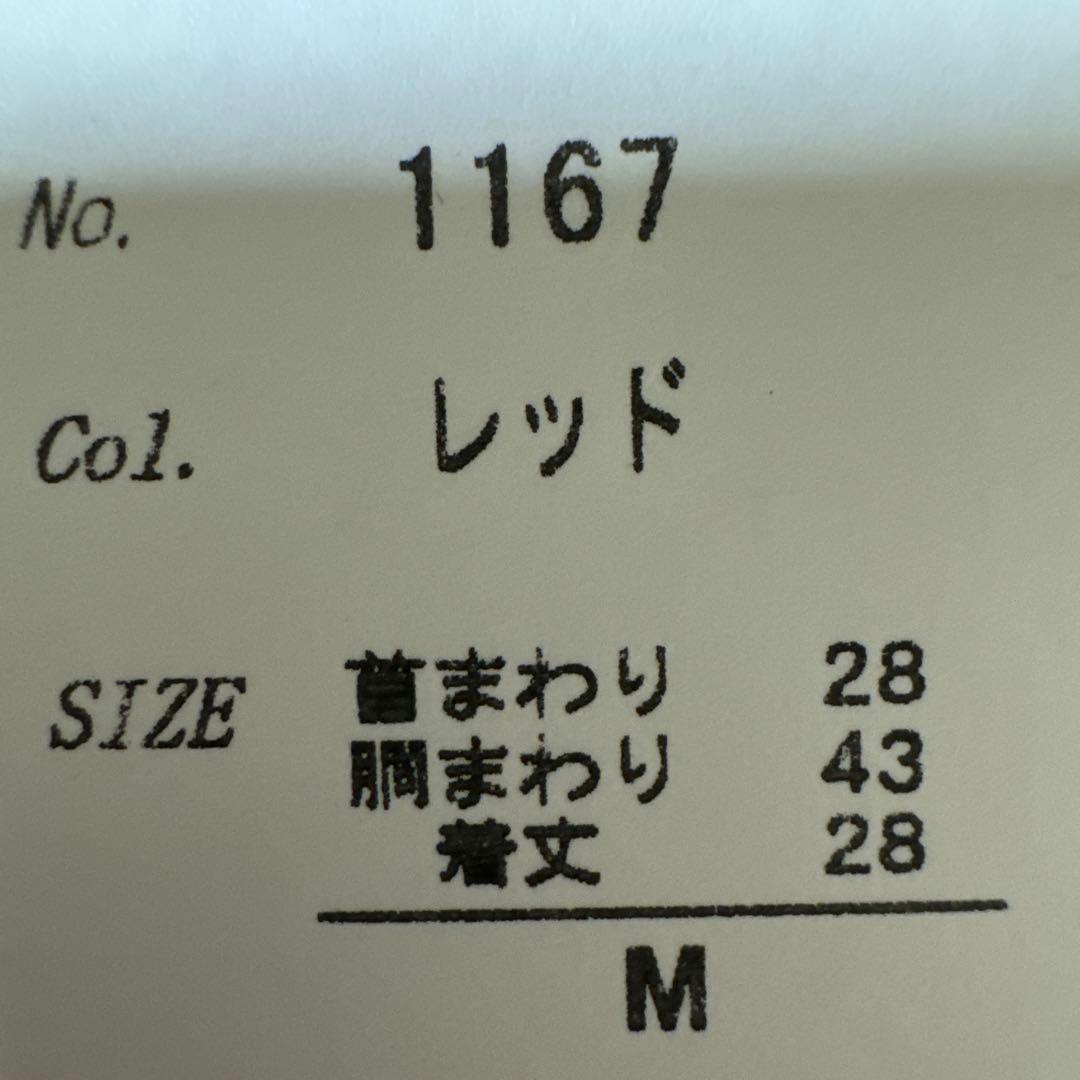 No. 1167
Col. レッド
SIZE 首まわり 28
胴まわり 43
着丈 28
M